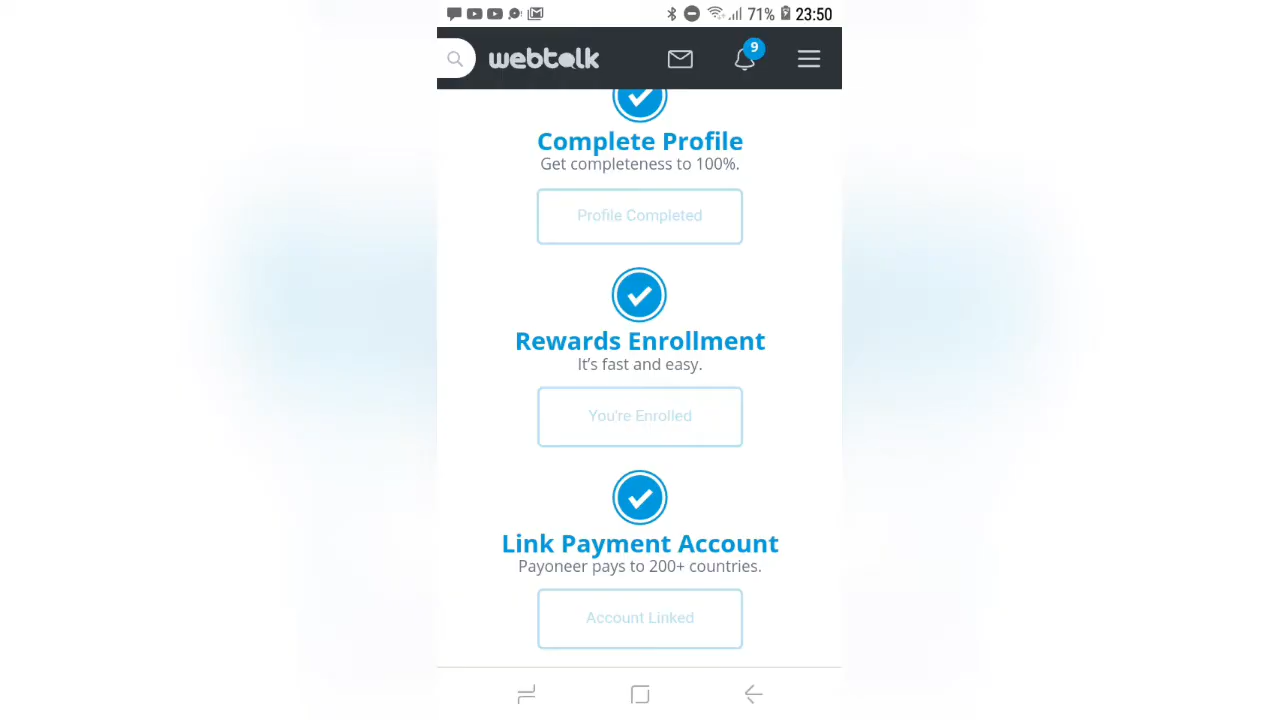 71% 23:50
webtalk
9
Complete Profile
Get completeness to 100%.
Profile Completed
Rewards Enrollment
It's fast and easy.
You're Enrolled
Link Payment Account
Payoneer pays to 200+ countries.
Account Linked